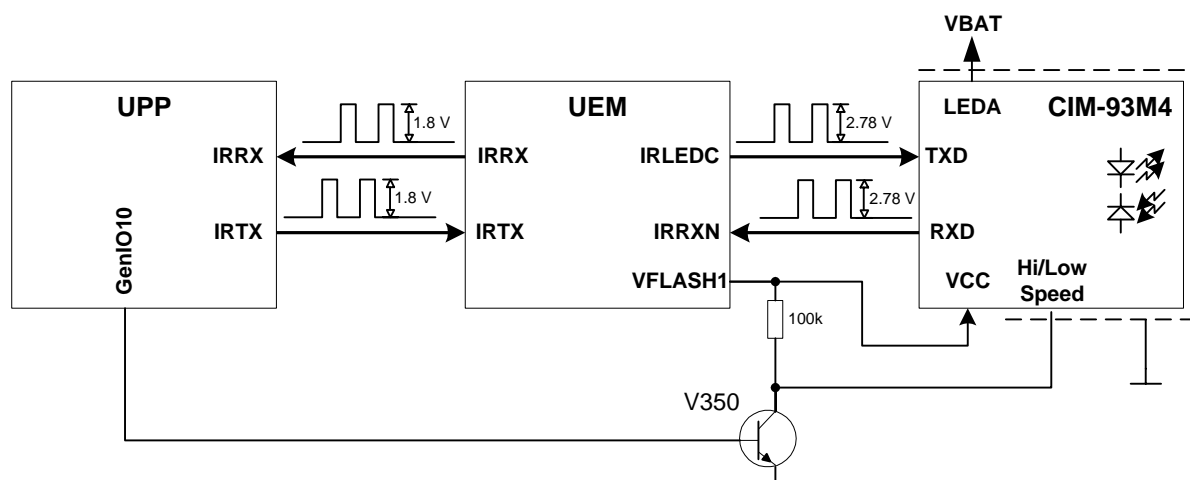 VBAT
UPP
UEM
LEDA
CIM-93M4
1.8 V
2.78 V
IRRX
IRRX
IRLEDC
TXD
1.8 V
2.78 V
GenIO10
IRTX
IRTX
IRRXN
RXD
VFLASH1
VCC
Hi/Low
Speed
100k
V350